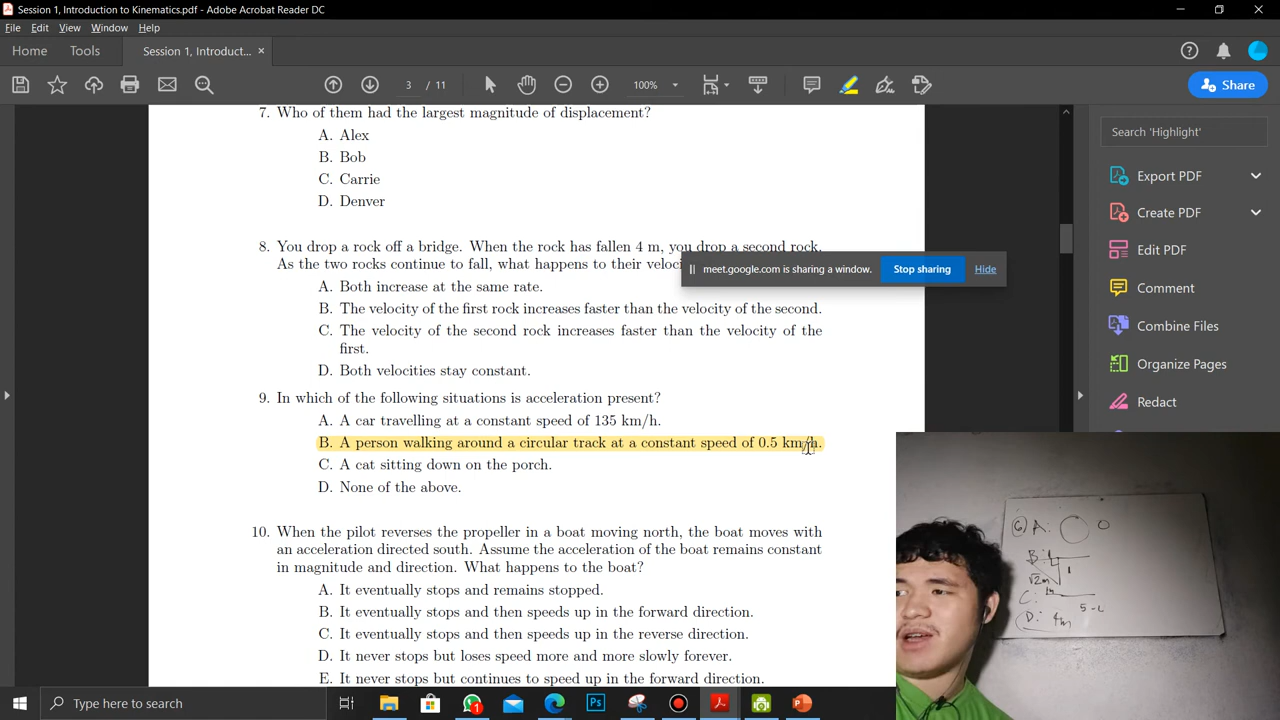 Session 1, Introduction to Kinematics.pdf - Adobe Acrobat Reader DC
File Edit View Window Help
Home Tools Session 1, Introduct... ×
3 / 11 100% Share
7. Who of them had the largest magnitude of displacement?
A. Alex
B. Bob
C. Carrie
D. Denver
Search 'Highlight'
Export PDF
Create PDF
Edit PDF
Comment
Combine Files
Organize Pages
Redact
8. You drop a rock off a bridge. When the rock has fallen 4 m, you drop a second rock.
As the two rocks continue to fall, what happens to their veloci
meet.google.com is sharing a window. Stop sharing Hide
A. Both increase at the same rate.
B. The velocity of the first rock increases faster than the velocity of the second.
C. The velocity of the second rock increases faster than the velocity of the
first.
D. Both velocities stay constant.
9. In which of the following situations is acceleration present?
A. A car travelling at a constant speed of 135 km/h.
B. A person walking around a circular track at a constant speed of 0.5 km/h.
C. A cat sitting down on the porch.
D. None of the above.
10. When the pilot reverses the propeller in a boat moving north, the boat moves with
an acceleration directed south. Assume the acceleration of the boat remains constant
in magnitude and direction. What happens to the boat?
A. It eventually stops and remains stopped.
B. It eventually stops and then speeds up in the forward direction.
C. It eventually stops and then speeds up in the reverse direction.
D. It never stops but loses speed more and more slowly forever.
E. It never stops but continues to speed up in the forward direction.
6 A: 0
B: 1
√2m
C: 1m
D: 4m
Type here to search